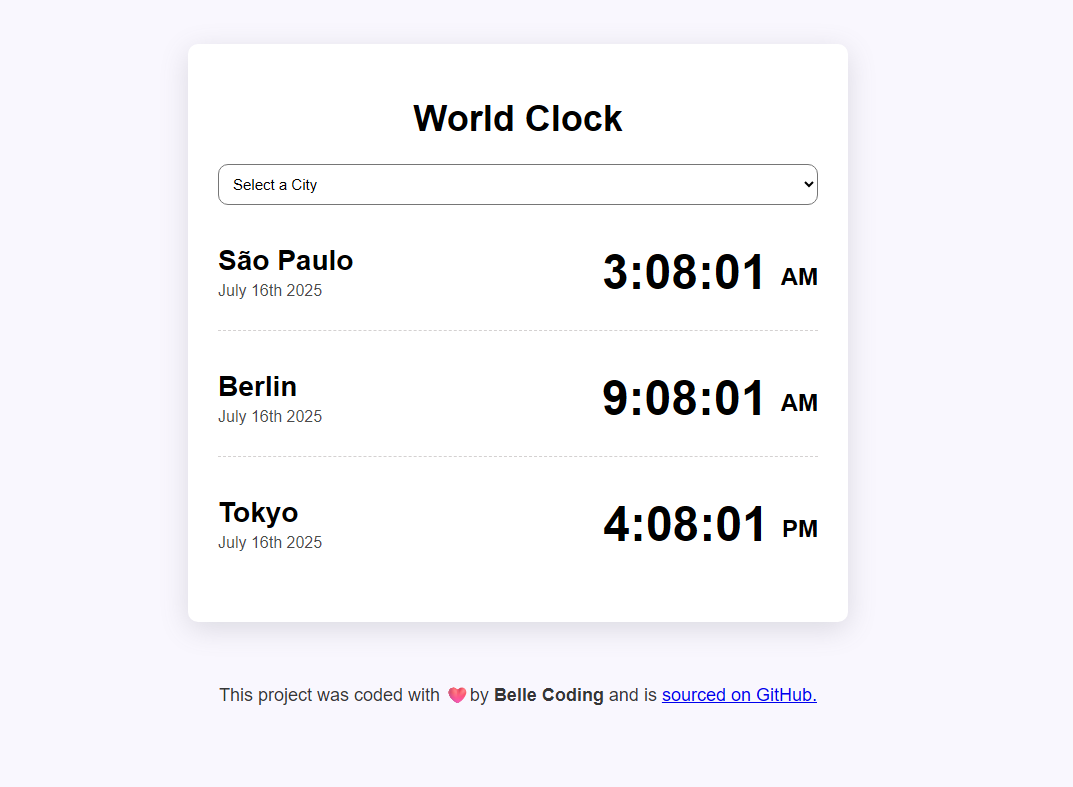 World Clock
Select a City
São Paulo
July 16th 2025
3:08:01 AM
Berlin
July 16th 2025
9:08:01 AM
Tokyo
July 16th 2025
4:08:01 PM
This project was coded with 💗 by Belle Coding and is sourced on GitHub.